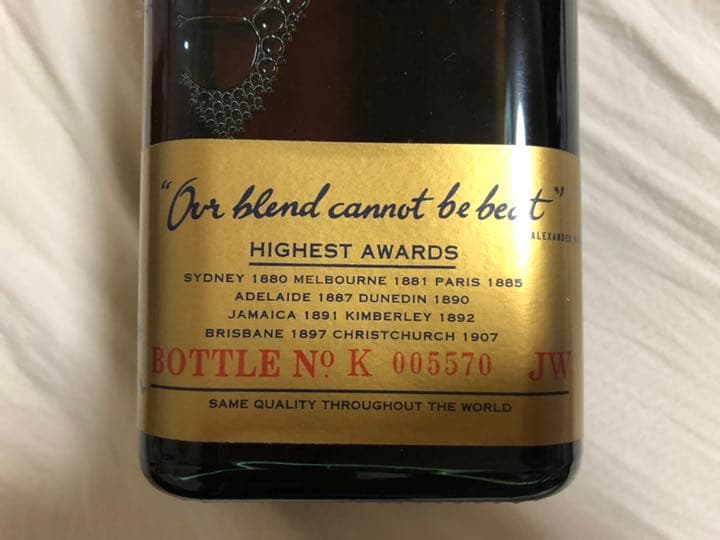 "Our blend cannot be beat"
ALEXANDER
HIGHEST AWARDS
SYDNEY 1880 MELBOURNE 1881 PARIS 1885
ADELAIDE 1887 DUNEDIN 1890
JAMAICA 1891 KIMBERLEY 1892
BRISBANE 1897 CHRISTCHURCH 1907
BOTTLE Nº K 005570 JW
SAME QUALITY THROUGHOUT THE WORLD